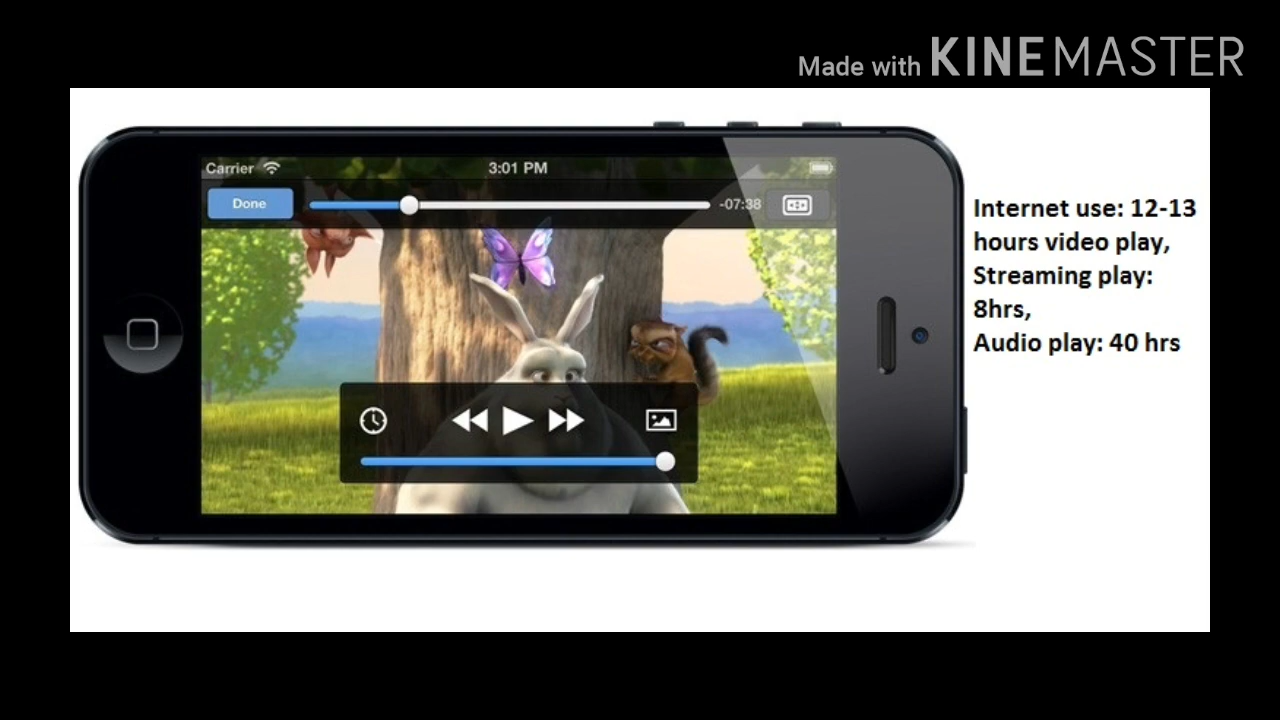 Made with KINEMASTER
Carrier 3:01 PM
Done -07:38
Internet use: 12-13
hours video play,
Streaming play:
8hrs,
Audio play: 40 hrs